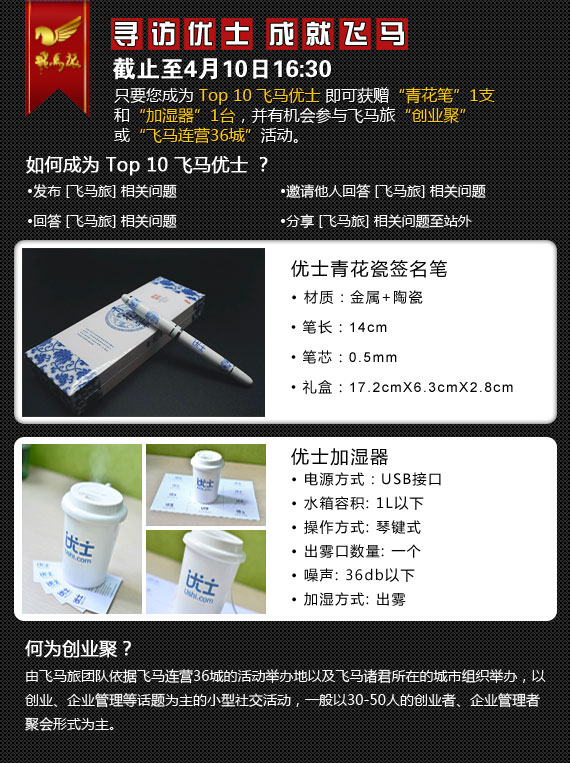 飛馬旅
寻访优士 成就飞马
截止至4月10日16:30
只要您成为 Top 10 飞马优士 即可获赠“青花笔”1支
和“加湿器”1台，并有机会参与飞马旅“创业聚”
或“飞马连营36城”活动。
如何成为 Top 10 飞马优士 ？
•发布 [飞马旅] 相关问题
•邀请他人回答 [飞马旅] 相关问题
•回答 [飞马旅] 相关问题
•分享 [飞马旅] 相关问题至站外
优士青花瓷签名笔
• 材质：金属+陶瓷
• 笔长：14cm
• 笔芯：0.5mm
• 礼盒：17.2cmX6.3cmX2.8cm
优士
优士加湿器
• 电源方式：USB接口
• 水箱容积: 1L以下
• 操作方式: 琴键式
• 出雾口数量: 一个
• 噪声: 36db以下
• 加湿方式: 出雾
优士
ushi.com
优士
ushi.com
优士
ushi.com
何为创业聚？
由飞马旅团队依据飞马连营36城的活动举办地以及飞马诸君所在的城市组织举办，以
创业、企业管理等话题为主的小型社交活动，一般以30-50人的创业者、企业管理者
聚会形式为主。